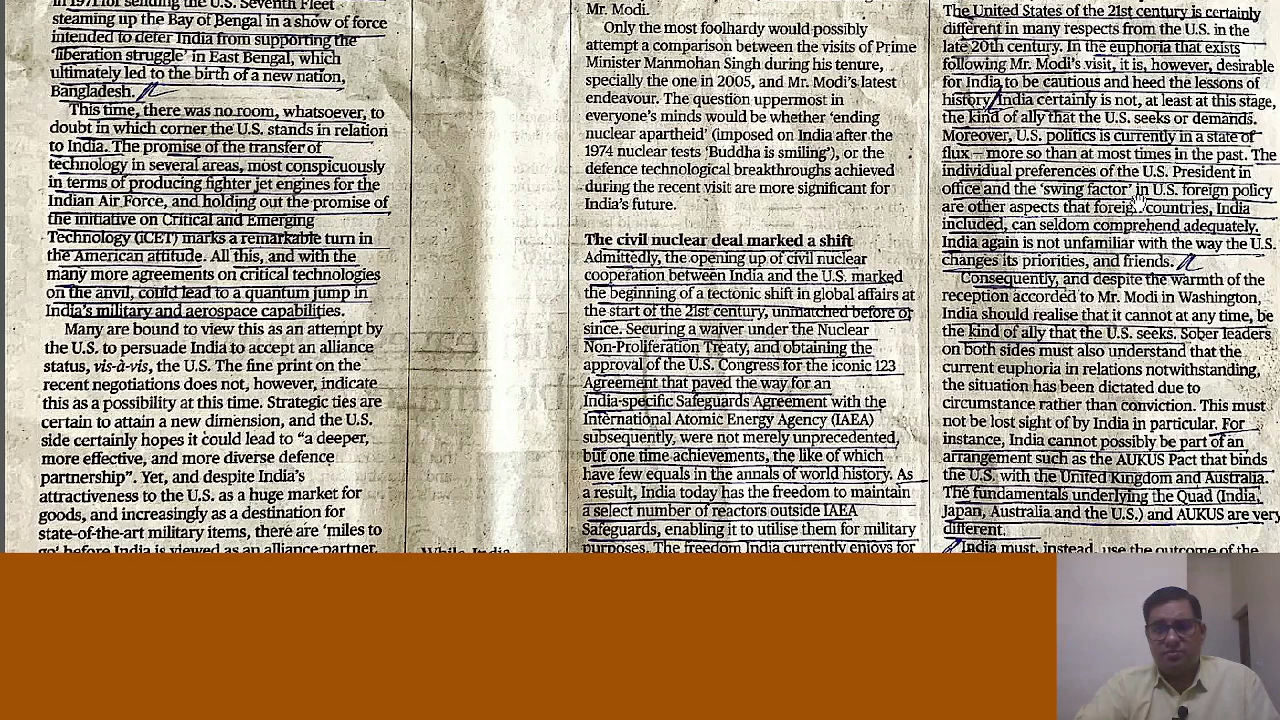 in 1971 for sending the U.S. Seventh Fleet
steaming up the Bay of Bengal in a show of force
intended to defer India from supporting the
‘liberation struggle’ in East Bengal, which
ultimately led to the birth of a new nation,
Bangladesh.
This time, there was no room, whatsoever, to
doubt in which corner the U.S. stands in relation
to India. The promise of the transfer of
technology in several areas, most conspicuously
in terms of producing fighter jet engines for the
Indian Air Force, and holding out the promise of
the initiative on Critical and Emerging
Technology (iCET) marks a remarkable turn in
the American attitude. All this, and with the
many more agreements on critical technologies
on the anvil, could lead to a quantum jump in
India’s military and aerospace capabilities.
Many are bound to view this as an attempt by
the U.S. to persuade India to accept an alliance
status, vis-à-vis, the U.S. The fine print on the
recent negotiations does not, however, indicate
this as a possibility at this time. Strategic ties are
certain to attain a new dimension, and the U.S.
side certainly hopes it could lead to “a deeper,
more effective, and more diverse defence
partnership”. Yet, and despite India’s
attractiveness to the U.S. as a huge market for
goods, and increasingly as a destination for
state-of-the-art military items, there are ‘miles to
go’ before India is viewed as an alliance partner.
While India
Mr. Modi.
Only the most foolhardy would possibly
attempt a comparison between the visits of Prime
Minister Manmohan Singh during his tenure,
specially the one in 2005, and Mr. Modi’s latest
endeavour. The question uppermost in
everyone’s minds would be whether ‘ending
nuclear apartheid’ (imposed on India after the
1974 nuclear tests ‘Buddha is smiling’), or the
defence technological breakthroughs achieved
during the recent visit are more significant for
India’s future.
The civil nuclear deal marked a shift
Admittedly, the opening up of civil nuclear
cooperation between India and the U.S. marked
the beginning of a tectonic shift in global affairs at
the start of the 21st century, unmatched before or
since. Securing a waiver under the Nuclear
Non-Proliferation Treaty, and obtaining the
approval of the U.S. Congress for the iconic 123
Agreement that paved the way for an
India-specific Safeguards Agreement with the
International Atomic Energy Agency (IAEA)
subsequently, were not merely unprecedented,
but one time achievements, the like of which
have few equals in the annals of world history. As
a result, India today has the freedom to maintain
a select number of reactors outside IAEA
Safeguards, enabling it to utilise them for military
purposes. The freedom India currently enjoys for
The United States of the 21st century is certainly
different in many respects from the U.S. in the
late 20th century. In the euphoria that exists
following Mr. Modi’s visit, it is, however, desirable
for India to be cautious and heed the lessons of
history. India certainly is not, at least at this stage,
the kind of ally that the U.S. seeks or demands.
Moreover, U.S. politics is currently in a state of
flux — more so than at most times in the past. The
individual preferences of the U.S. President in
office and the ‘swing factor’ in U.S. foreign policy
are other aspects that foreign countries, India
included, can seldom comprehend adequately.
India again is not unfamiliar with the way the U.S.
changes its priorities, and friends.
Consequently, and despite the warmth of the
reception accorded to Mr. Modi in Washington,
India should realise that it cannot at any time, be
the kind of ally that the U.S. seeks. Sober leaders
on both sides must also understand that the
current euphoria in relations notwithstanding,
the situation has been dictated due to
circumstance rather than conviction. This must
not be lost sight of by India in particular. For
instance, India cannot possibly be part of an
arrangement such as the AUKUS Pact that binds
the U.S. with the United Kingdom and Australia.
The fundamentals underlying the Quad (India,
Japan, Australia and the U.S.) and AUKUS are very
different.
India must, instead, use the outcome of the